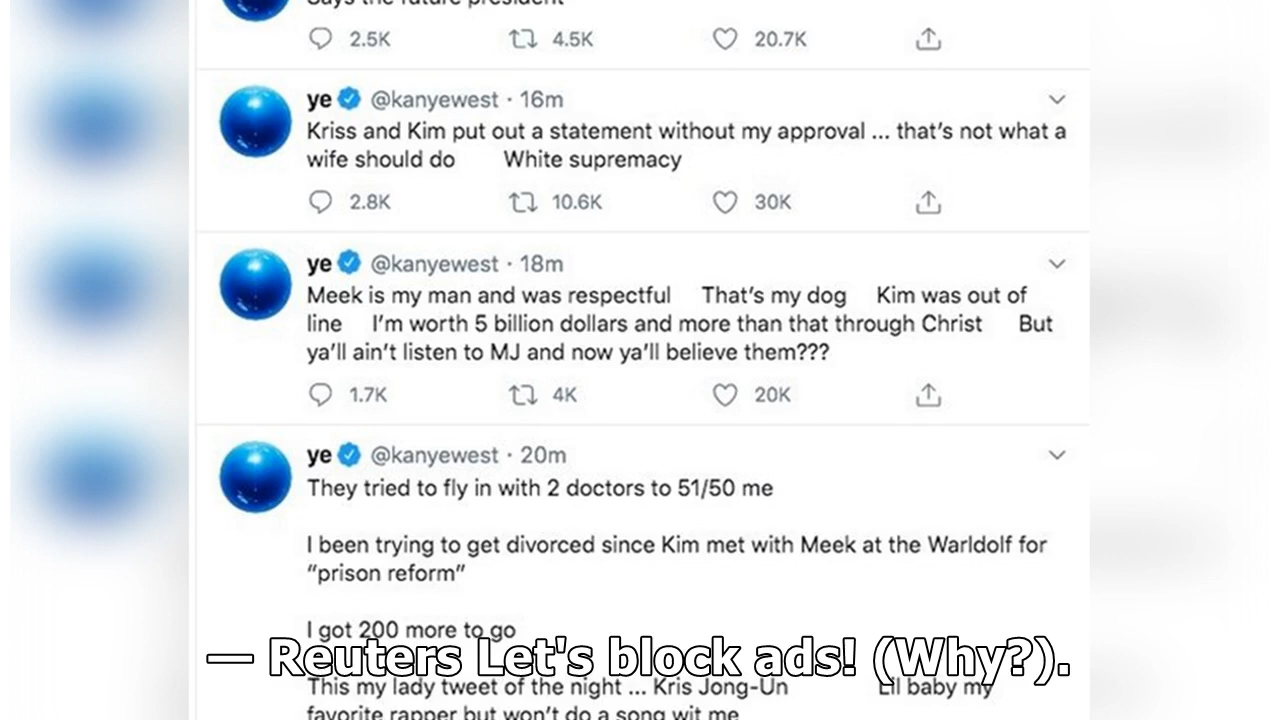 Says the future president
2.5K 4.5K 20.7K
ye @kanyewest · 16m
Kriss and Kim put out a statement without my approval ... that's not what a
wife should do White supremacy
2.8K 10.6K 30K
ye @kanyewest · 18m
Meek is my man and was respectful That's my dog Kim was out of
line I'm worth 5 billion dollars and more than that through Christ But
ya'll ain't listen to MJ and now ya'll believe them???
1.7K 4K 20K
ye @kanyewest · 20m
They tried to fly in with 2 doctors to 51/50 me
I been trying to get divorced since Kim met with Meek at the Warldolf for
"prison reform"
I got 200 more to go
— Reuters Let's block ads! (Why?).
This my lady tweet of the night ... Kris Jong-Un Lil baby my
favorite rapper but won't do a song wit me